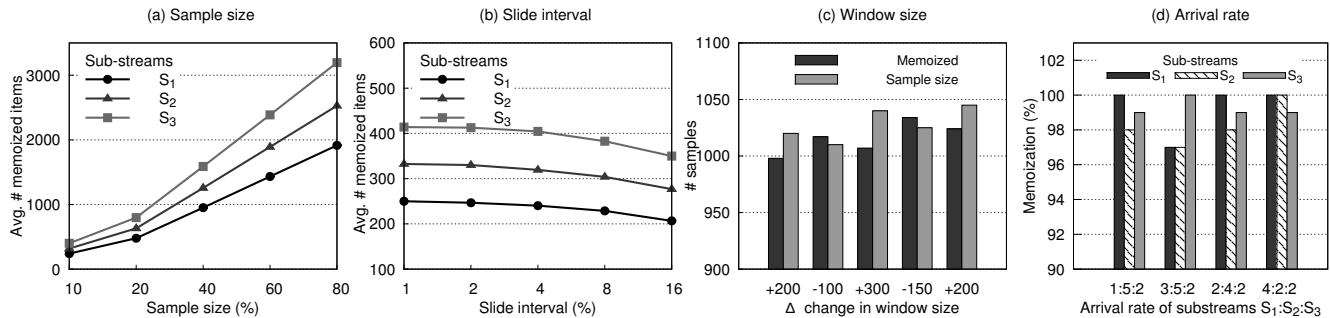 (a) Sample size
Avg. # memoized items
3000
2000
1000
0
Sub-streams
S1
S2
S3
10 20 40 60 80
Sample size (%)
(b) Slide interval
Avg. # memoized items
600
500
400
300
200
100
Sub-streams
S1
S2
S3
1 2 4 8 16
Slide interval (%)
(c) Window size
# samples
1100
1050
1000
950
900
Memoized
Sample size
+200 -100 +300 -150 +200
Δ change in window size
(d) Arrival rate
Memoization (%)
102
100
98
96
94
92
90
Sub-streams
S1 S2 S3
1:5:2 3:5:2 2:4:2 4:2:2
Arrival rate of substreams S1:S2:S3